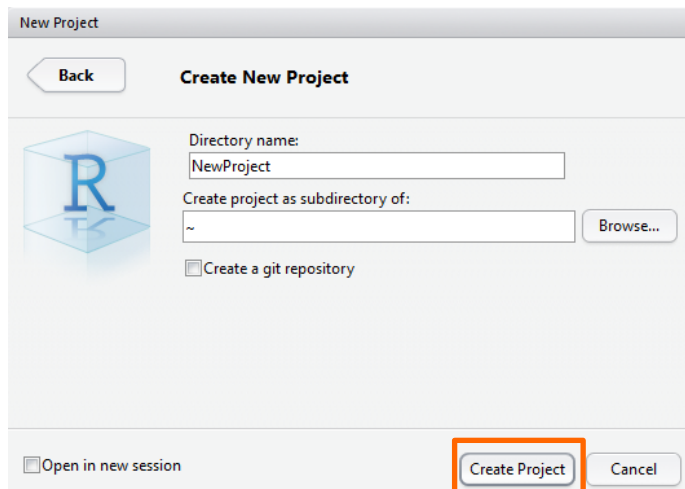 New Project
Back
Create New Project
R
Directory name:
NewProject
Create project as subdirectory of:
~
Browse...
Create a git repository
Open in new session
Create Project
Cancel